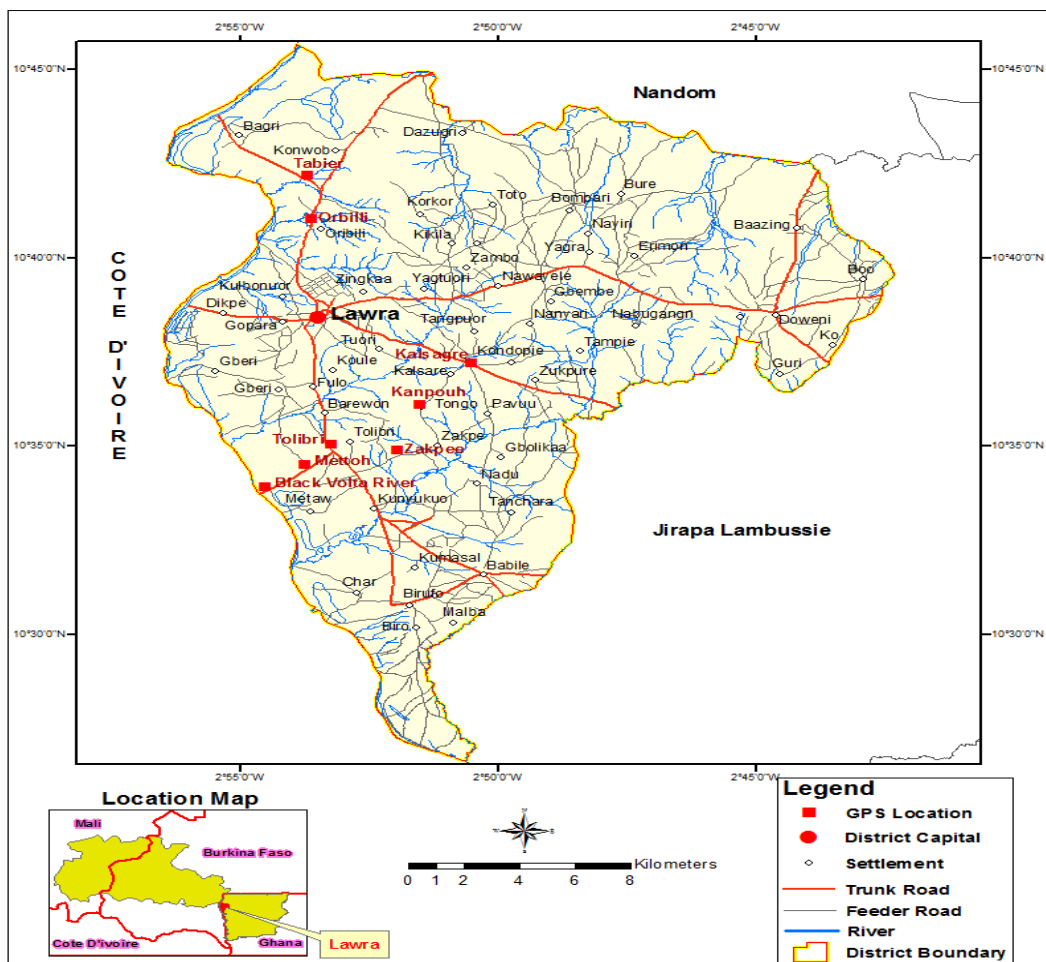 2°55'0"W
2°50'0"W
2°45'0"W
10°45'0"N
10°45'0"N
Nandom
Bagri
Dazugri
Konwob
Tabier
Bure
Toto
Korkor
Bompari
Orbilli
Oribili
Nayiri
Baazing
Kikila
Yagra
Erimon
10°40'0"N
10°40'0"N
COTE D'IVOIRE
Zambo
Boo
Zingkaa
Yagtuori
Nawayele
Kulhonuor
Gbembe
Dikpe
Lawra
Gopara
Tangpuor
Nanyari
Nabugangn
Doweni
Tuori
Ko
Kalsagre
Kondopie
Tampie
Gberi
Koule
Kalsare
Guri
Gberi
Fulo
Kanpouh
Zukpure
Barewon
Tongo
Pavuu
10°35'0"N
10°35'0"N
Tolibri
Tolibri
Zakpee
Zakpe
Gbolikaa
Mettoh
Nadu
Black Volta River
Metaw
Kunyukuo
Tanchara
Jirapa Lambussie
Kumasal
Babile
Char
Birufo
Malba
Biro
10°30'0"N
10°30'0"N
2°55'0"W
2°50'0"W
2°45'0"W
Location Map
Mali
Burkina Faso
Cote D'ivoire
Ghana
Lawra
N
Kilometers
0 1 2 4 6 8
Legend
GPS Location
District Capital
Settlement
Trunk Road
Feeder Road
River
District Boundary